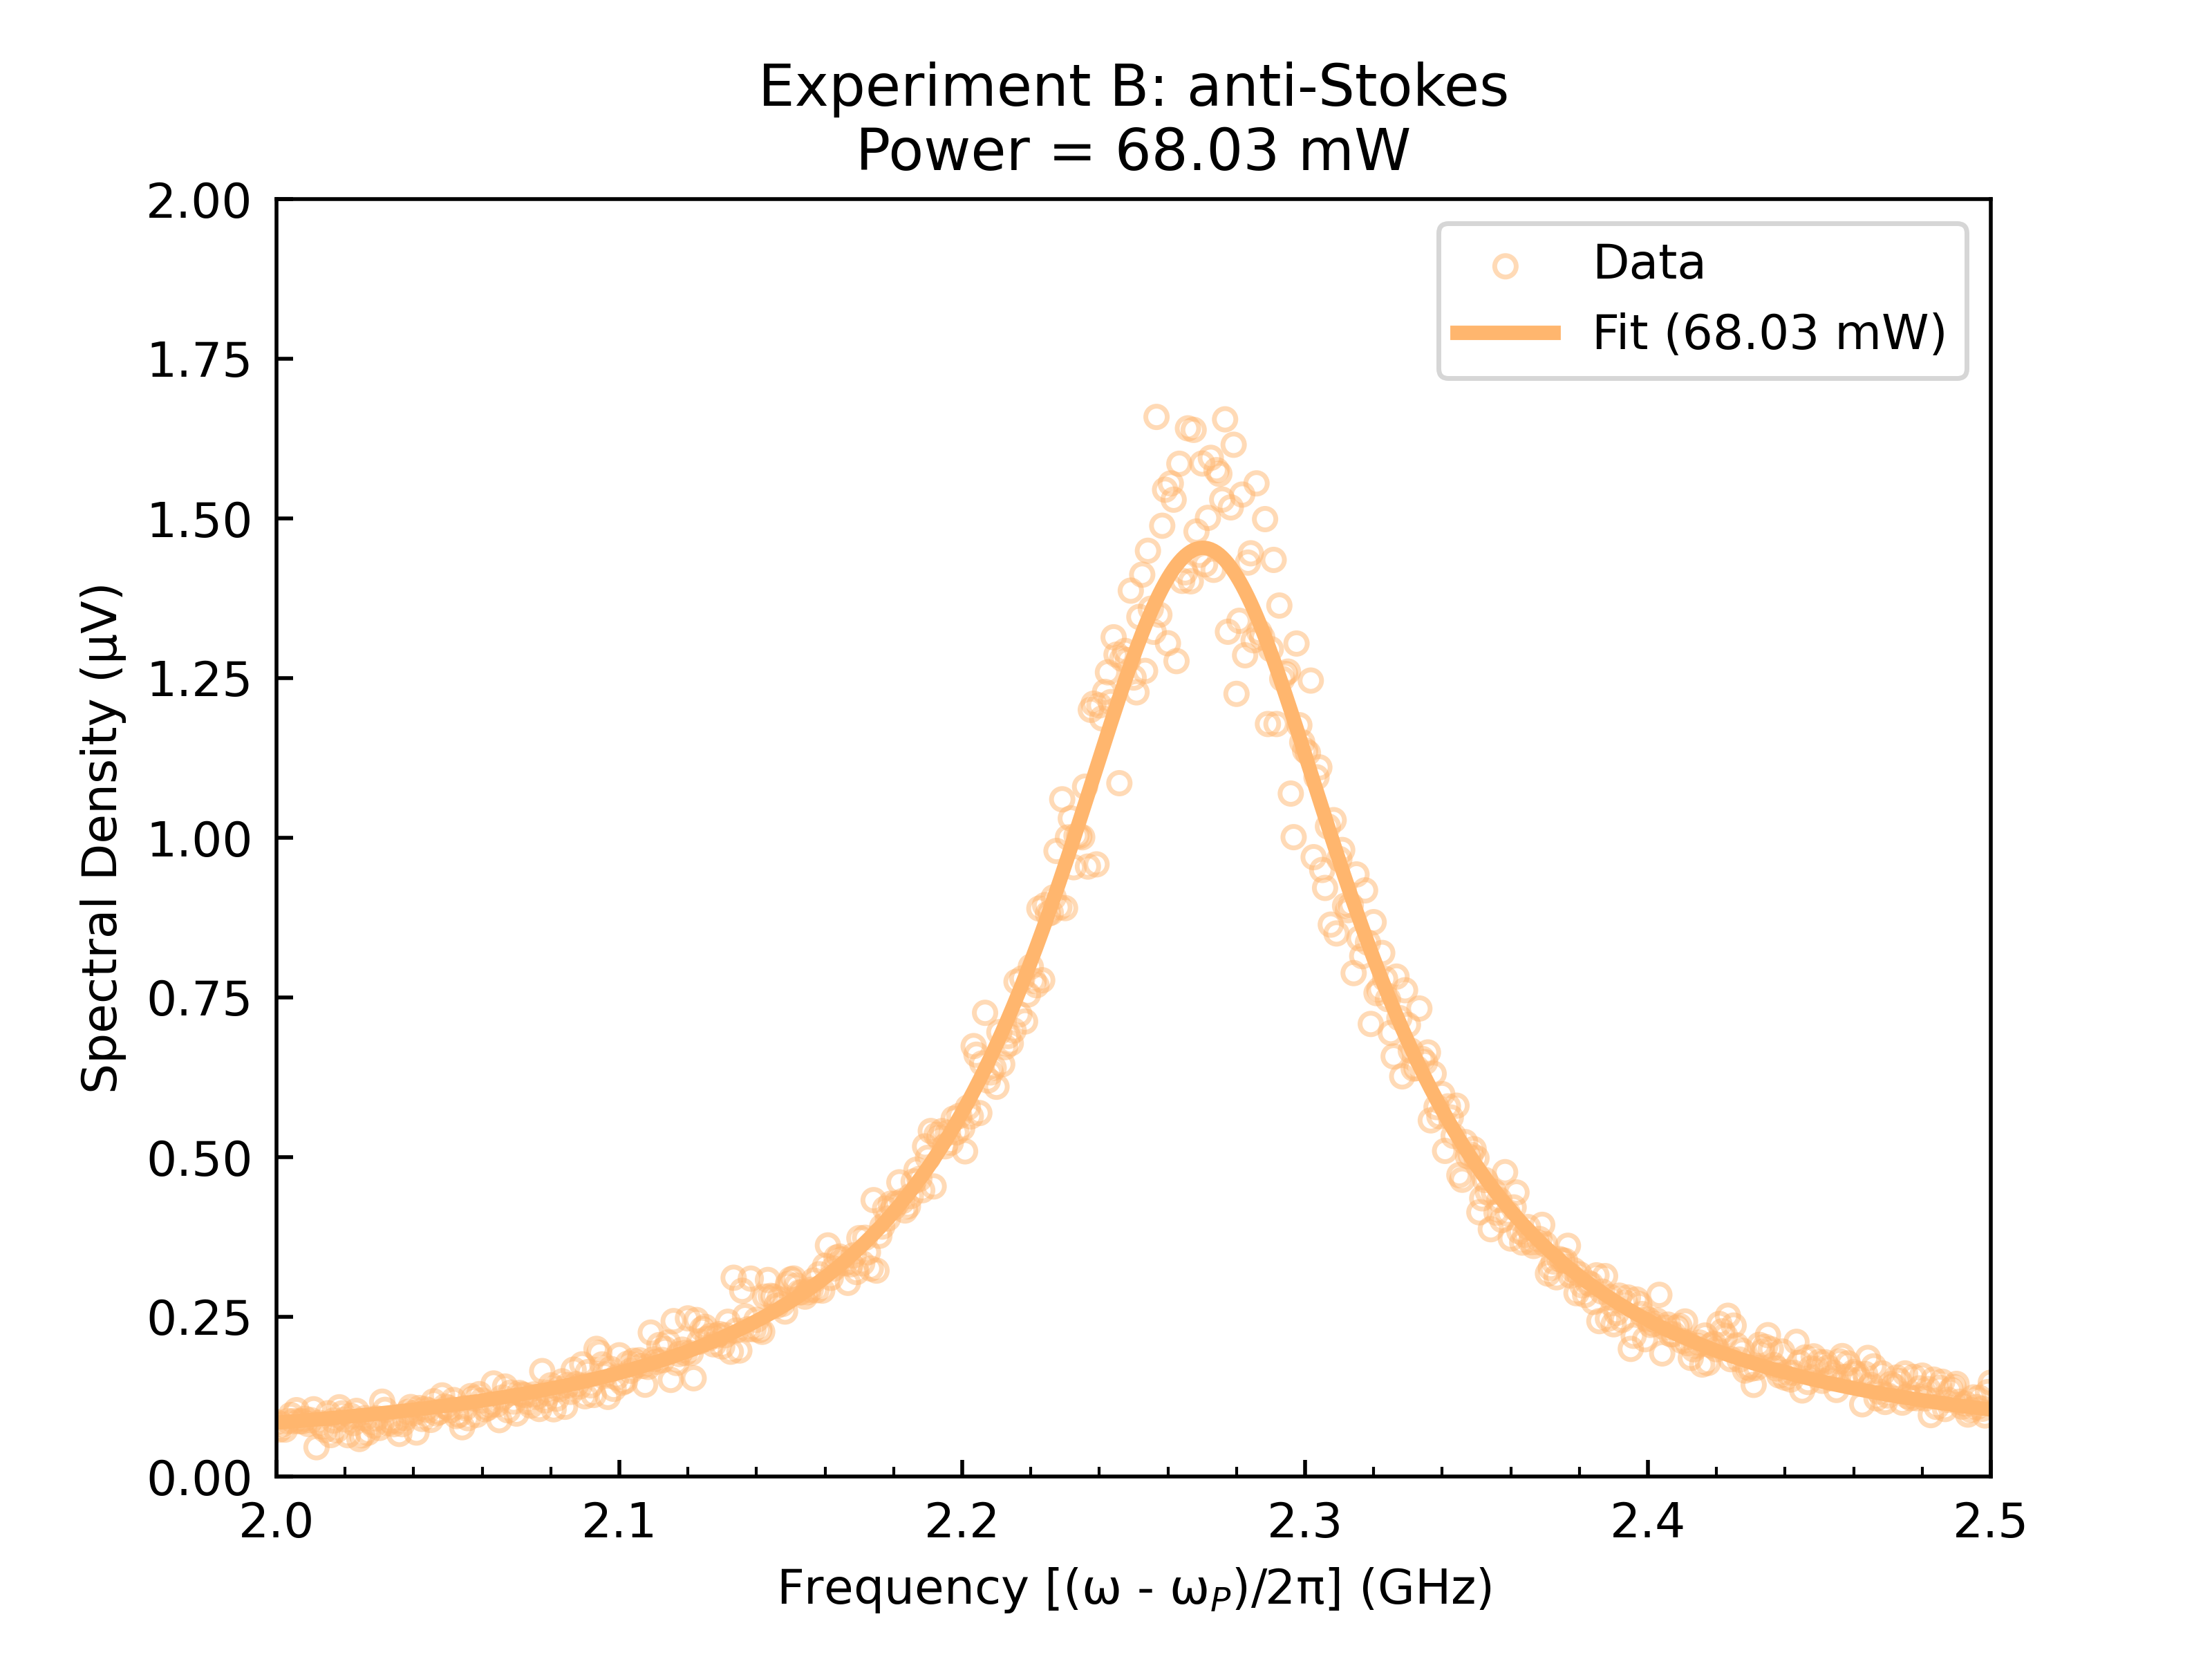 Experiment B: anti-Stokes
Power = 68.03 mW
Data
Fit (68.03 mW)
Spectral Density (μV)
2.00
1.75
1.50
1.25
1.00
0.75
0.50
0.25
0.00
2.0 2.1 2.2 2.3 2.4 2.5
Frequency [(ω - ω_P)/2π] (GHz)